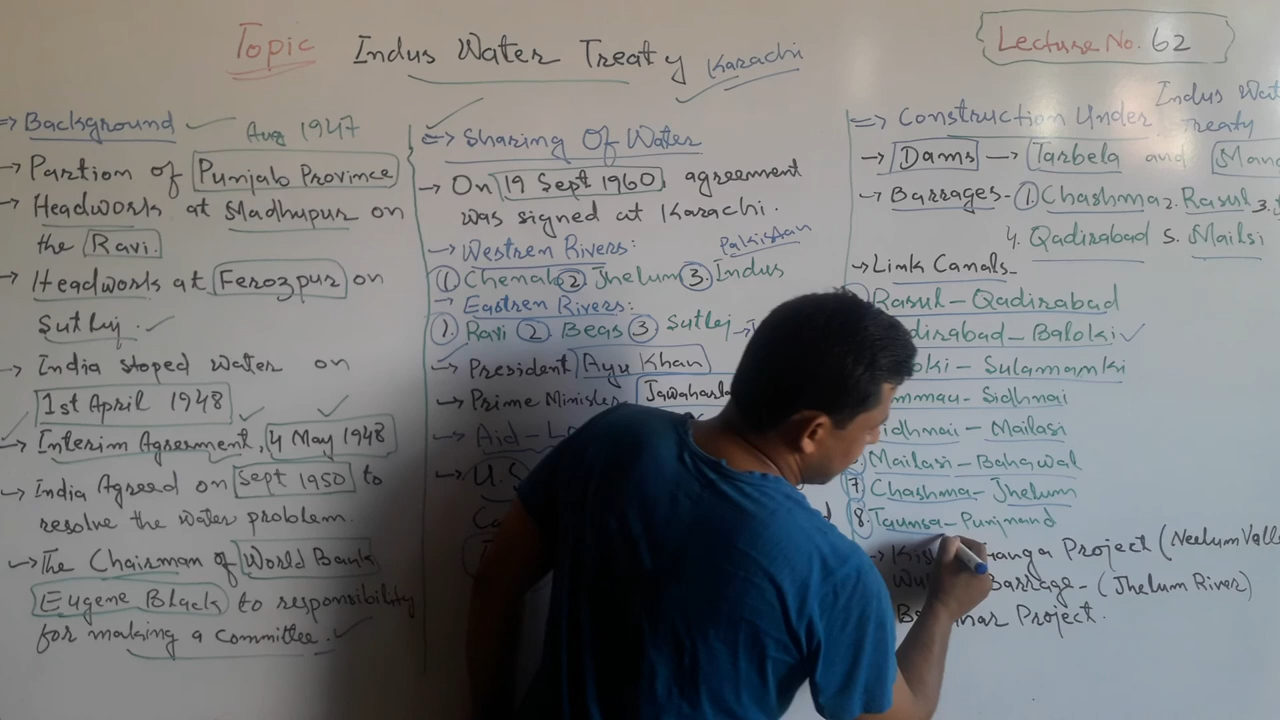 Topic Indus Water Treaty Karachi
Lecture No. 62
=> Background
Aug 1947
→ Partion of Punjab Province
→ Headworks at Madhupur on
the Ravi.
→ Headworks at Ferozpur on
Sutluj.
→ India stoped water on
1st April 1948
→ Interim Agreement, 4 May 1948
→ India Agreed on Sept 1950 to
resolve the water problem.
→ The Chairman of World Bank
Eugene Black to responsibility
for making a committee.
=> Sharing Of Water
→ On 19 Sept 1960, agreement
was signed at Karachi.
→ Westren Rivers: Pakistan
1. Chenab 2. Jhelum 3. Indus
→ Eastren Rivers:
1. Ravi 2 Beas 3 Sutlej
→ President Ayu Khan
→ Prime Minister
→ Aid
→ U.S
=> Construction Under Indus
Treaty
→ Dams → Tarbela and
→ Barrages - 1. Chashma 2. Rasul 3.
4. Qadirabad 5. Mailsi
→ Link Canals
Rasul - Qadirabad
Baloki
Sulamamki
Sidhnai
Mailasi
Mailasi - Bahawal
7 Chashma - Jhelum
8. Taunsa - Punjnand
Project (Neelum
Barrage - (Jhelum River)
Project.